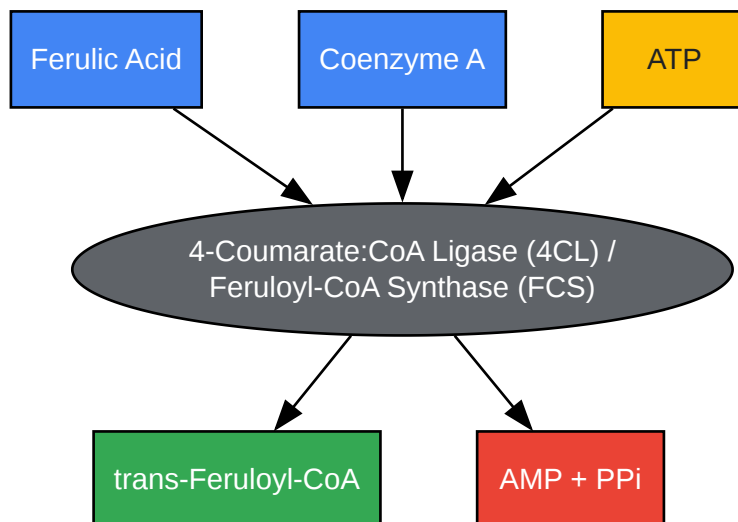 Ferulic Acid
Coenzyme A
ATP
4-Coumarate:CoA Ligase (4CL) /
Feruloyl-CoA Synthase (FCS)
trans-Feruloyl-CoA
AMP + PPi